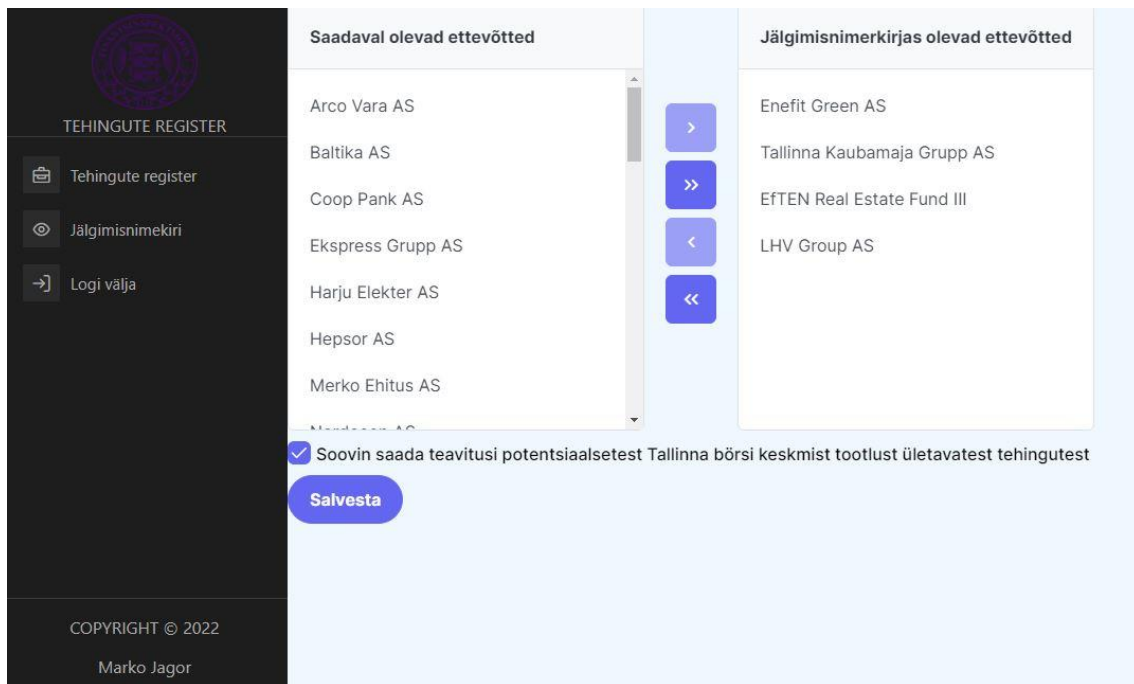 TEHINGUTE REGISTER
Tehingute register
Jälgimisnimekiri
Logi välja
COPYRIGHT © 2022
Marko Jagor
Saadaval olevad ettevõtted
Arco Vara AS
Baltika AS
Coop Pank AS
Ekspress Grupp AS
Harju Elekter AS
Hepsor AS
Merko Ehitus AS
Jälgimisnimerkirjas olevad ettevõtted
Enefit Green AS
Tallinna Kaubamaja Grupp AS
EfTEN Real Estate Fund III
LHV Group AS
Soovin saada teavitusi potentsiaalsetest Tallinna börsi keskmist tootlust ületavatest tehingutest
Salvesta